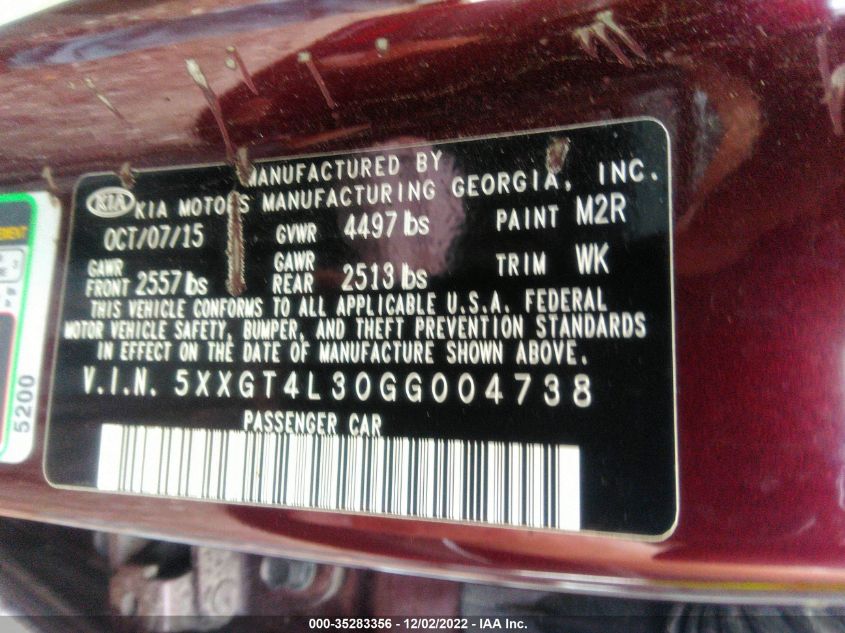 MANUFACTURED BY
KIA KIA MOTORS MANUFACTURING GEORGIA, INC.
OCT/07/15 GVWR 4497 lbs PAINT M2R
GAWR FRONT 2557 lbs GAWR REAR 2513 lbs TRIM WK
THIS VEHICLE CONFORMS TO ALL APPLICABLE U.S.A. FEDERAL
MOTOR VEHICLE SAFETY, BUMPER, AND THEFT PREVENTION STANDARDS
IN EFFECT ON THE DATE OF MANUFACTURE SHOWN ABOVE.
V.I.N. 5XXGT4L30GG004738
PASSENGER CAR
5200
000-35283356 - 12/02/2022 - IAA Inc.